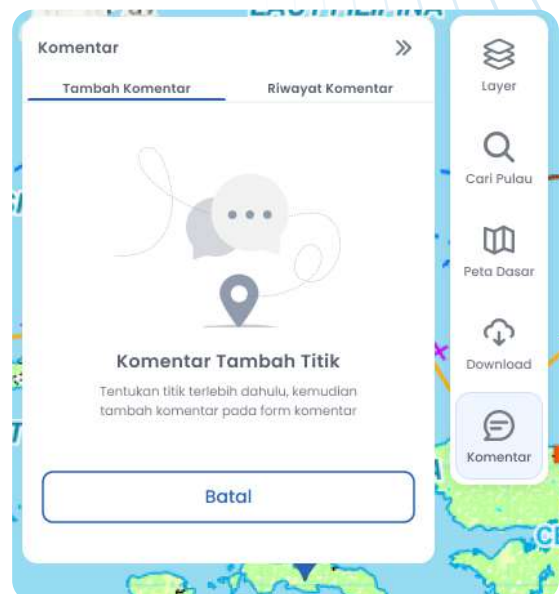 Komentar
Tambah Komentar
Riwayat Komentar
Komentar Tambah Titik
Tentukan titik terlebih dahulu, kemudian
tambah komentar pada form komentar
Batal
Layer
Cari Pulau
Peta Dasar
Download
Komentar